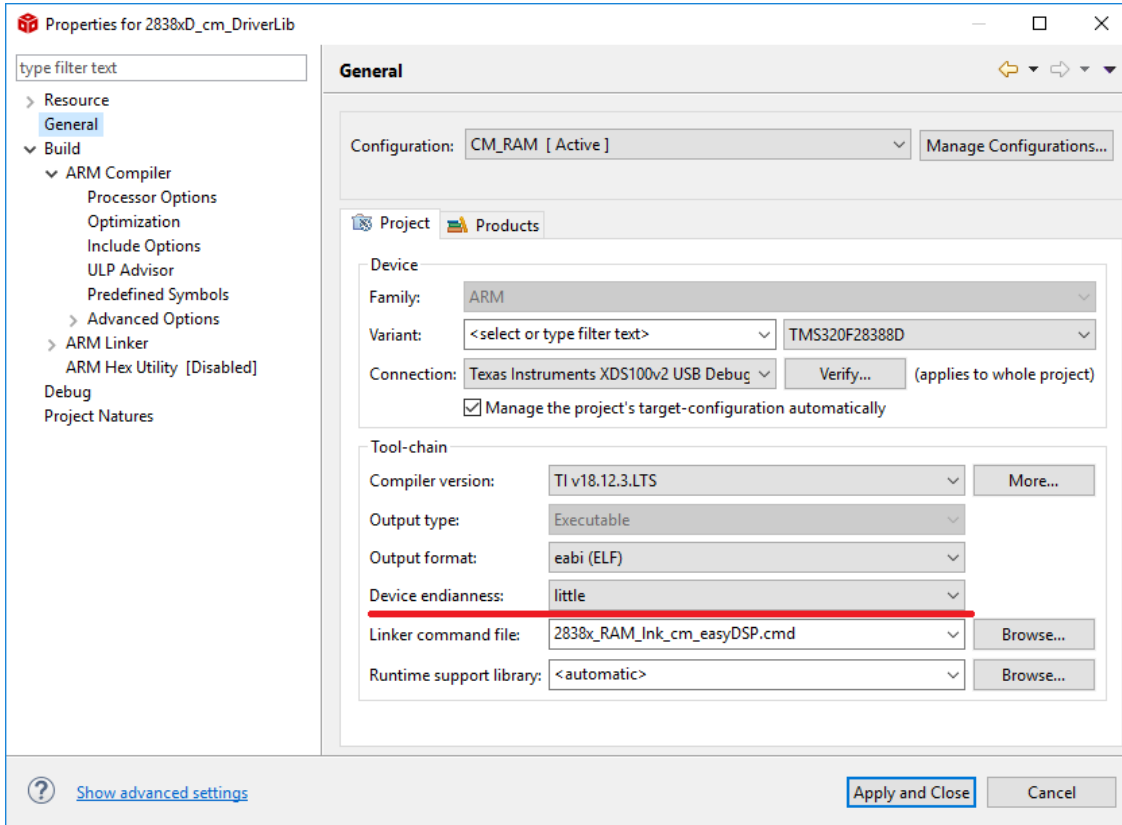 Properties for 2838xD_cm_DriverLib
type filter text
Resource
General
Build
ARM Compiler
Processor Options
Optimization
Include Options
ULP Advisor
Predefined Symbols
Advanced Options
ARM Linker
ARM Hex Utility [Disabled]
Debug
Project Natures
General
Configuration: CM_RAM [ Active ] Manage Configurations...
Project Products
Device
Family: ARM
Variant: <select or type filter text> TMS320F28388D
Connection: Texas Instruments XDS100v2 USB Debug Verify... (applies to whole project)
Manage the project's target-configuration automatically
Tool-chain
Compiler version: TI v18.12.3.LTS More...
Output type: Executable
Output format: eabi (ELF)
Device endianness: little
Linker command file: 2838x_RAM_lnk_cm_easyDSP.cmd Browse...
Runtime support library: <automatic> Browse...
? Show advanced settings Apply and Close Cancel